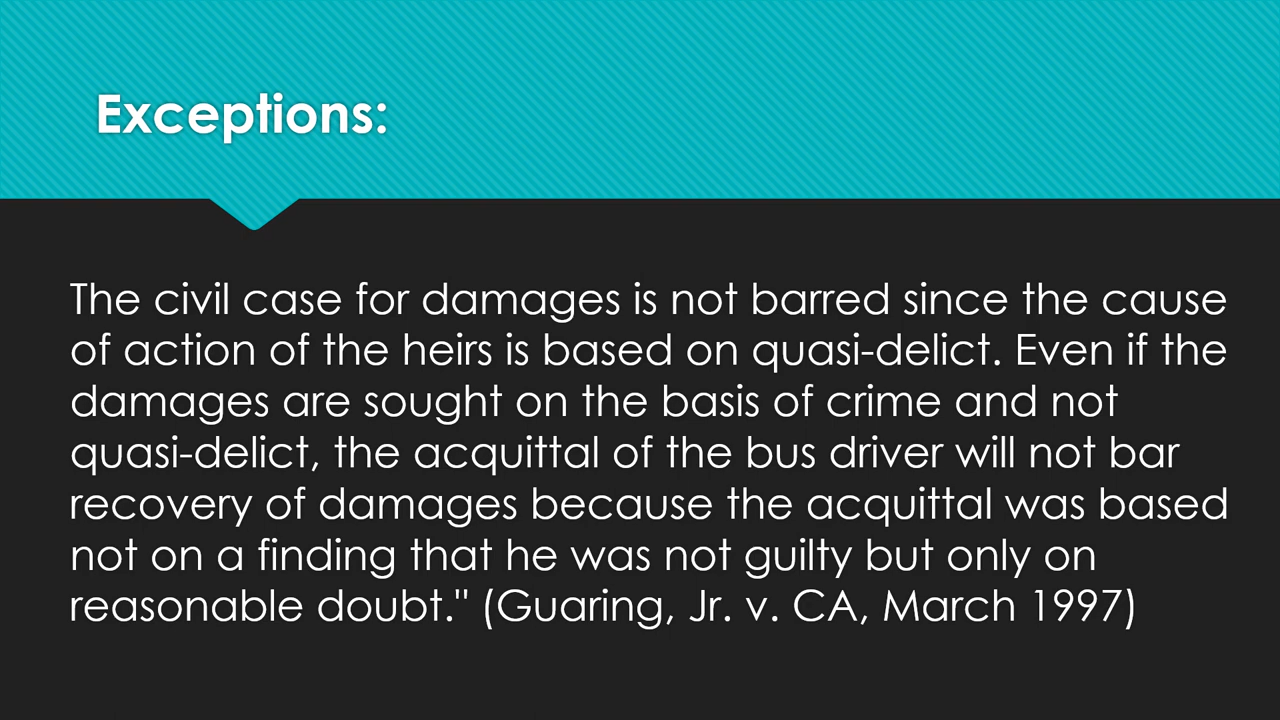 Exceptions:
The civil case for damages is not barred since the cause
of action of the heirs is based on quasi-delict. Even if the
damages are sought on the basis of crime and not
quasi-delict, the acquittal of the bus driver will not bar
recovery of damages because the acquittal was based
not on a finding that he was not guilty but only on
reasonable doubt." (Guaring, Jr. v. CA, March 1997)